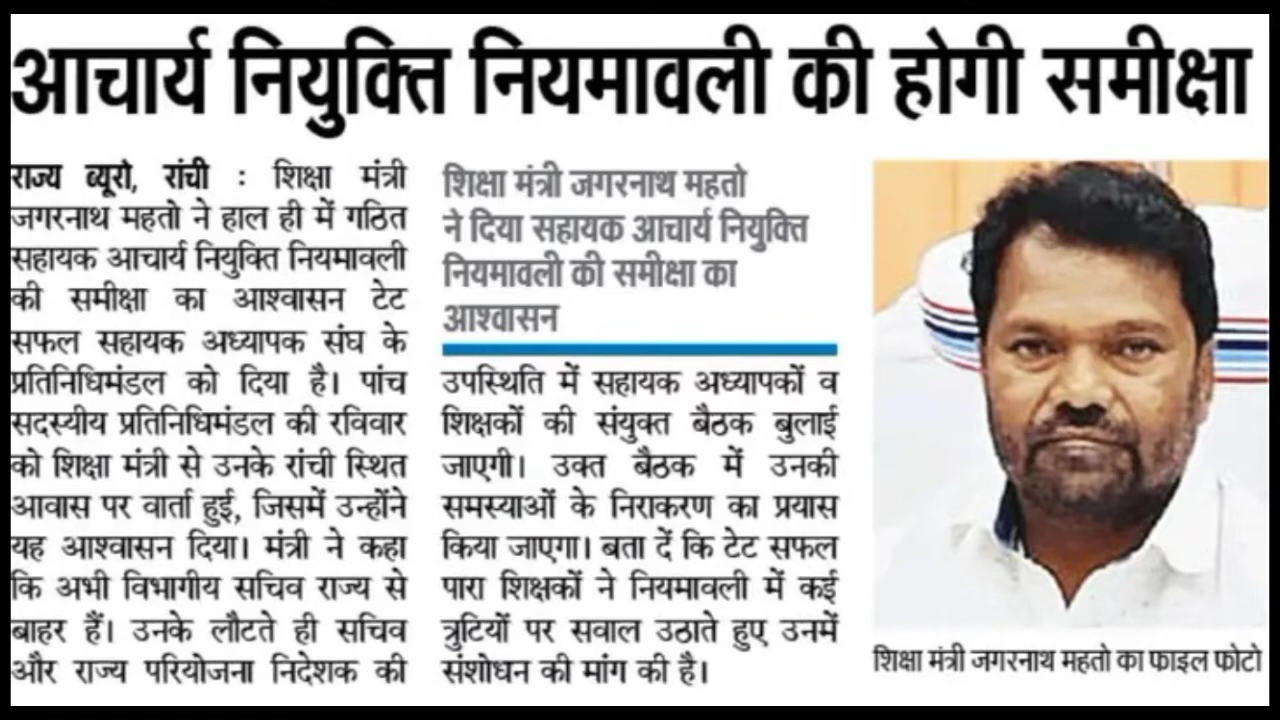 आचार्य नियुक्ति नियमावली की होगी समीक्षा
राज्य ब्यूरो, रांची : शिक्षा मंत्री
जगरनाथ महतो ने हाल ही में गठित
सहायक आचार्य नियुक्ति नियमावली
की समीक्षा का आश्वासन टेट
सफल सहायक अध्यापक संघ के
प्रतिनिधिमंडल को दिया है। पांच
सदस्यीय प्रतिनिधिमंडल की रविवार
को शिक्षा मंत्री से उनके रांची स्थित
आवास पर वार्ता हुई, जिसमें उन्होंने
यह आश्वासन दिया। मंत्री ने कहा
कि अभी विभागीय सचिव राज्य से
बाहर हैं। उनके लौटते ही सचिव
और राज्य परियोजना निदेशक की
शिक्षा मंत्री जगरनाथ महतो
ने दिया सहायक आचार्य नियुक्ति
नियमावली की समीक्षा का
आश्वासन
उपस्थिति में सहायक अध्यापकों व
शिक्षकों की संयुक्त बैठक बुलाई
जाएगी। उक्त बैठक में उनकी
समस्याओं के निराकरण का प्रयास
किया जाएगा। बता दें कि टेट सफल
पारा शिक्षकों ने नियमावली में कई
त्रुटियों पर सवाल उठाते हुए उनमें
संशोधन की मांग की है।
शिक्षा मंत्री जगरनाथ महतो का फाइल फोटो